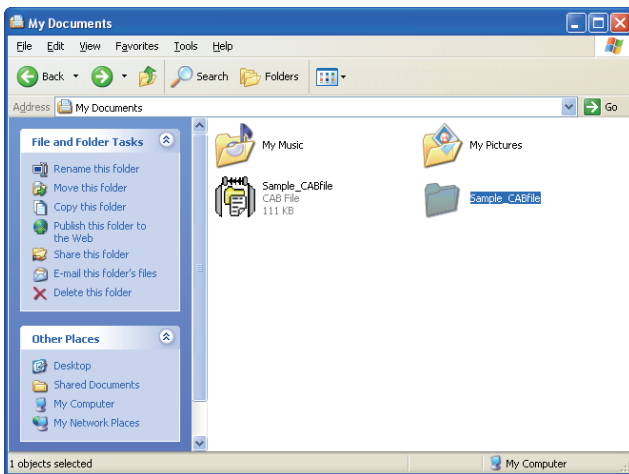 My Documents
File Edit View Favorites Tools Help
Back Search Folders
Address My Documents Go
File and Folder Tasks
Rename this folder
Move this folder
Copy this folder
Publish this folder to
the Web
Share this folder
E-mail this folder's files
Delete this folder
Other Places
Desktop
Shared Documents
My Computer
My Network Places
My Music
My Pictures
Sample_CABfile
CAB File
111 KB
Sample_CABfile
1 objects selected
My Computer